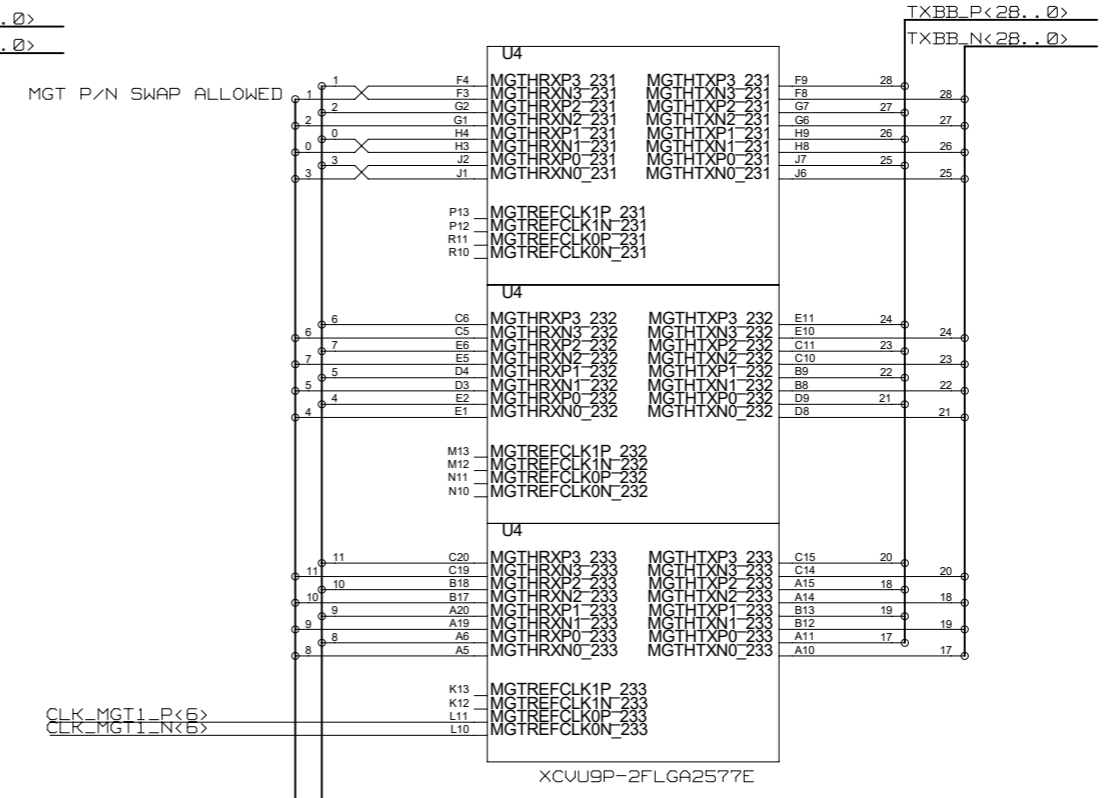 ..0>
..0>
TXBB_P<28..0>
TXBB_N<28..0>
MGT P/N SWAP ALLOWED
U4
1 F4 MGTHRXP3_231 MGTHTXP3_231 F9 28
1 F3 MGTHRXN3_231 MGTHTXN3_231 F8 28
2 G2 MGTHRXP2_231 MGTHTXP2_231 G7 27
2 G1 MGTHRXN2_231 MGTHTXN2_231 G6 27
0 H4 MGTHRXP1_231 MGTHTXP1_231 H9 26
0 H3 MGTHRXN1_231 MGTHTXN1_231 H8 26
3 J2 MGTHRXP0_231 MGTHTXP0_231 J7 25
3 J1 MGTHRXN0_231 MGTHTXN0_231 J6 25
P13 MGTREFCLK1P_231
P12 MGTREFCLK1N_231
R11 MGTREFCLK0P_231
R10 MGTREFCLK0N_231
U4
6 C6 MGTHRXP3_232 MGTHTXP3_232 E11 24
6 C5 MGTHRXN3_232 MGTHTXN3_232 E10 24
7 E6 MGTHRXP2_232 MGTHTXP2_232 C11 23
7 E5 MGTHRXN2_232 MGTHTXN2_232 C10 23
5 D4 MGTHRXP1_232 MGTHTXP1_232 B9 22
5 D3 MGTHRXN1_232 MGTHTXN1_232 B8 22
4 E2 MGTHRXP0_232 MGTHTXP0_232 D9 21
4 E1 MGTHRXN0_232 MGTHTXN0_232 D8 21
M13 MGTREFCLK1P_232
M12 MGTREFCLK1N_232
N11 MGTREFCLK0P_232
N10 MGTREFCLK0N_232
U4
11 C20 MGTHRXP3_233 MGTHTXP3_233 C15 20
11 C19 MGTHRXN3_233 MGTHTXN3_233 C14 20
10 B18 MGTHRXP2_233 MGTHTXP2_233 A15 18
10 B17 MGTHRXN2_233 MGTHTXN2_233 A14 18
9 A20 MGTHRXP1_233 MGTHTXP1_233 B13 19
9 A19 MGTHRXN1_233 MGTHTXN1_233 B12 19
8 A6 MGTHRXP0_233 MGTHTXP0_233 A11 17
8 A5 MGTHRXN0_233 MGTHTXN0_233 A10 17
K13 MGTREFCLK1P_233
K12 MGTREFCLK1N_233
CLK_MGT1_P<6> L11 MGTREFCLK0P_233
CLK_MGT1_N<6> L10 MGTREFCLK0N_233
XCVU9P-2FLGA2577E